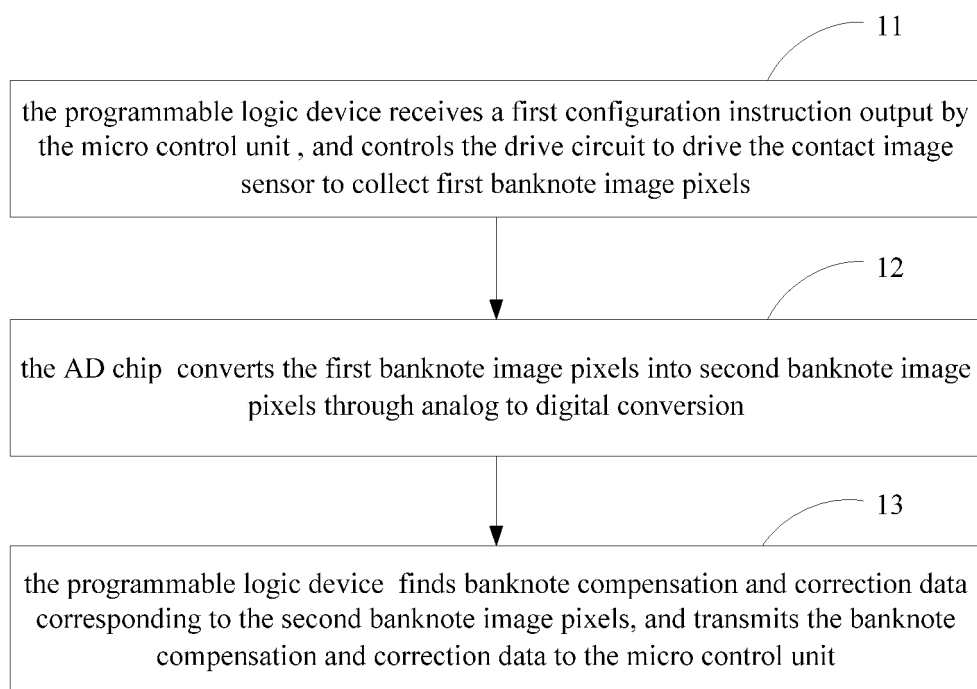 11
the programmable logic device receives a first configuration instruction output by
the micro control unit , and controls the drive circuit to drive the contact image
sensor to collect first banknote image pixels
12
the AD chip converts the first banknote image pixels into second banknote image
pixels through analog to digital conversion
13
the programmable logic device finds banknote compensation and correction data
corresponding to the second banknote image pixels, and transmits the banknote
compensation and correction data to the micro control unit